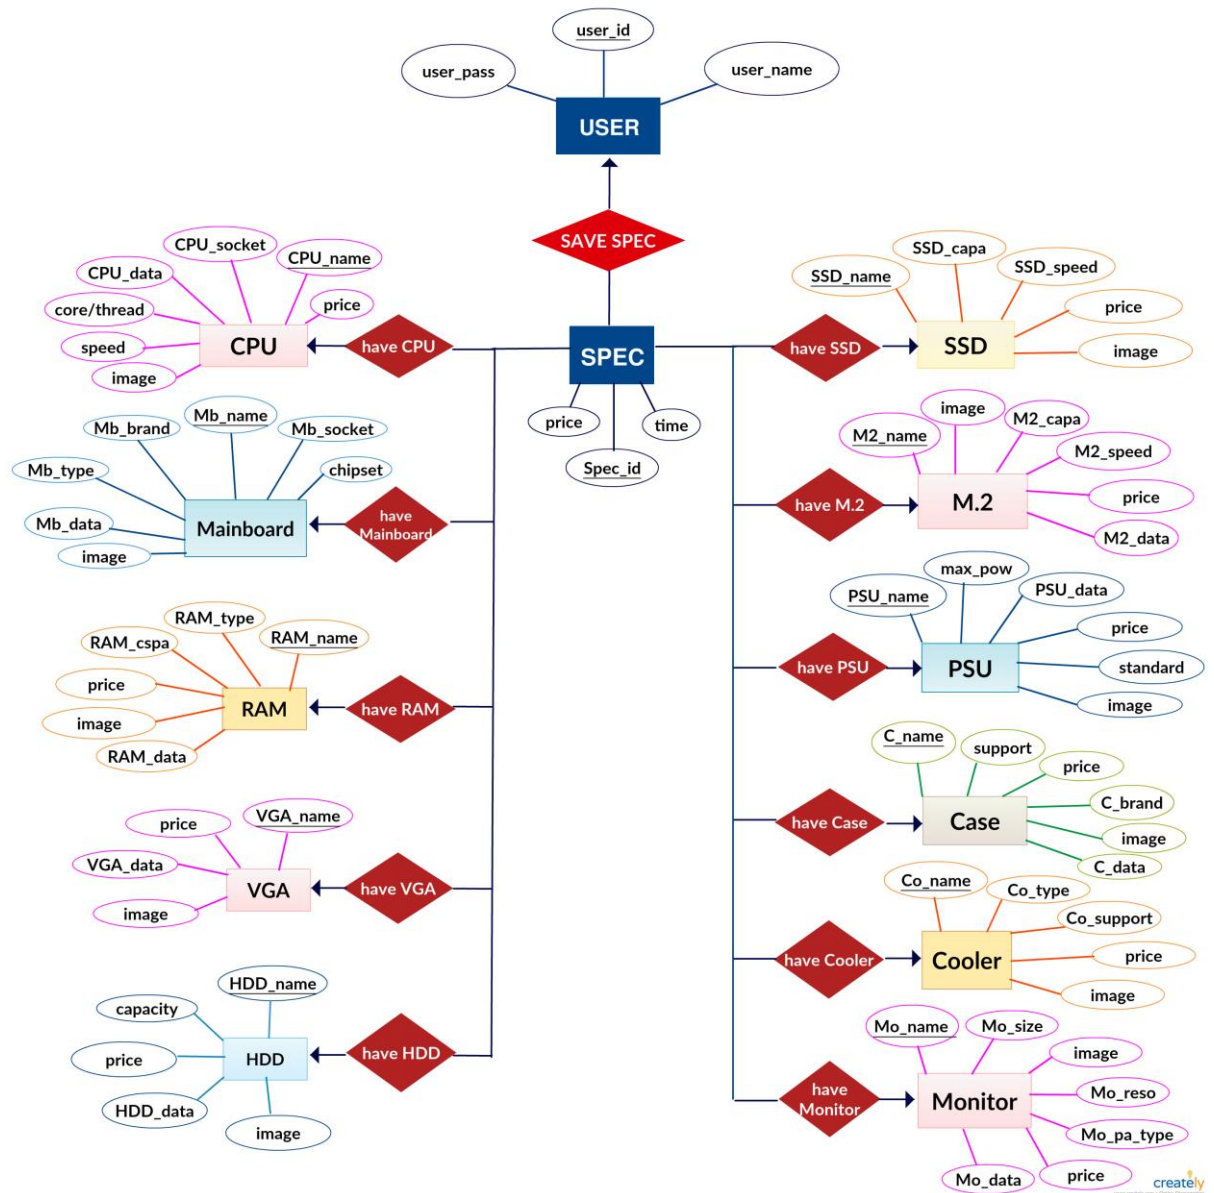 user_id
user_pass
user_name
USER
SAVE SPEC
SPEC
price
time
Spec_id
CPU_socket
CPU_name
CPU_data
core/thread
price
speed
image
CPU
have CPU
Mb_name
Mb_brand
Mb_socket
Mb_type
chipset
Mb_data
image
Mainboard
have
Mainboard
RAM_type
RAM_name
RAM_cspa
price
image
RAM_data
RAM
have RAM
price
VGA_name
VGA_data
image
VGA
have VGA
HDD_name
capacity
price
HDD_data
image
HDD
have HDD
have SSD
SSD
SSD_name
SSD_capa
SSD_speed
price
image
have M.2
M.2
M2_name
image
M2_capa
M2_speed
price
M2_data
have PSU
PSU
PSU_name
max_pow
PSU_data
price
standard
image
have Case
Case
C_name
support
price
C_brand
image
C_data
have Cooler
Cooler
Co_name
Co_type
Co_support
price
image
have
Monitor
Monitor
Mo_name
Mo_size
image
Mo_reso
Mo_pa_type
price
Mo_data
creately